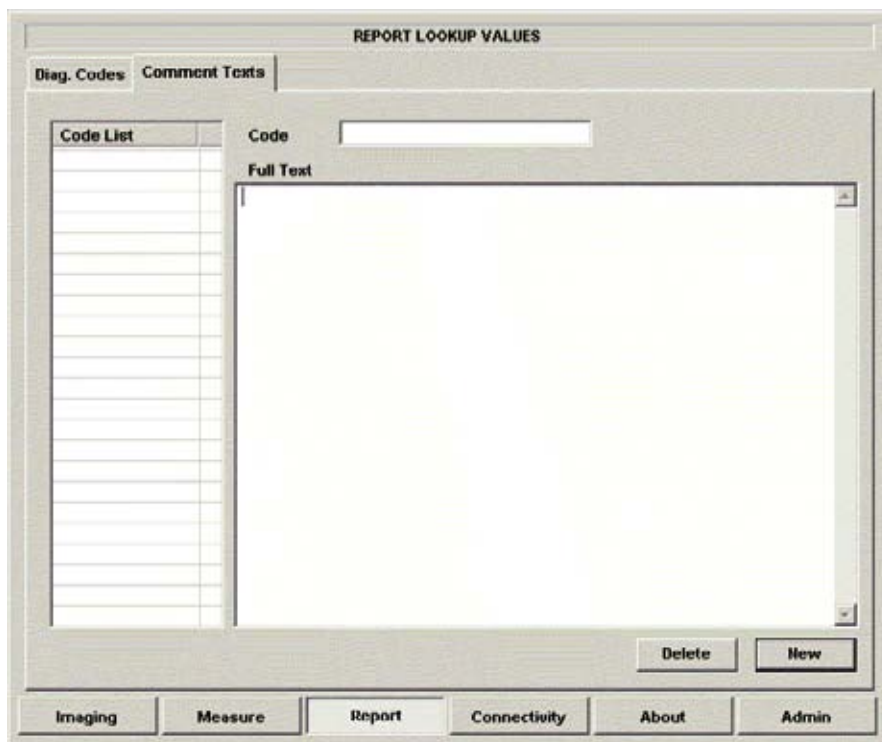 REPORT LOOKUP VALUES
Diag. Codes Comment Texts
Code List Code
Full Text
Delete New
Imaging Measure Report Connectivity About Admin